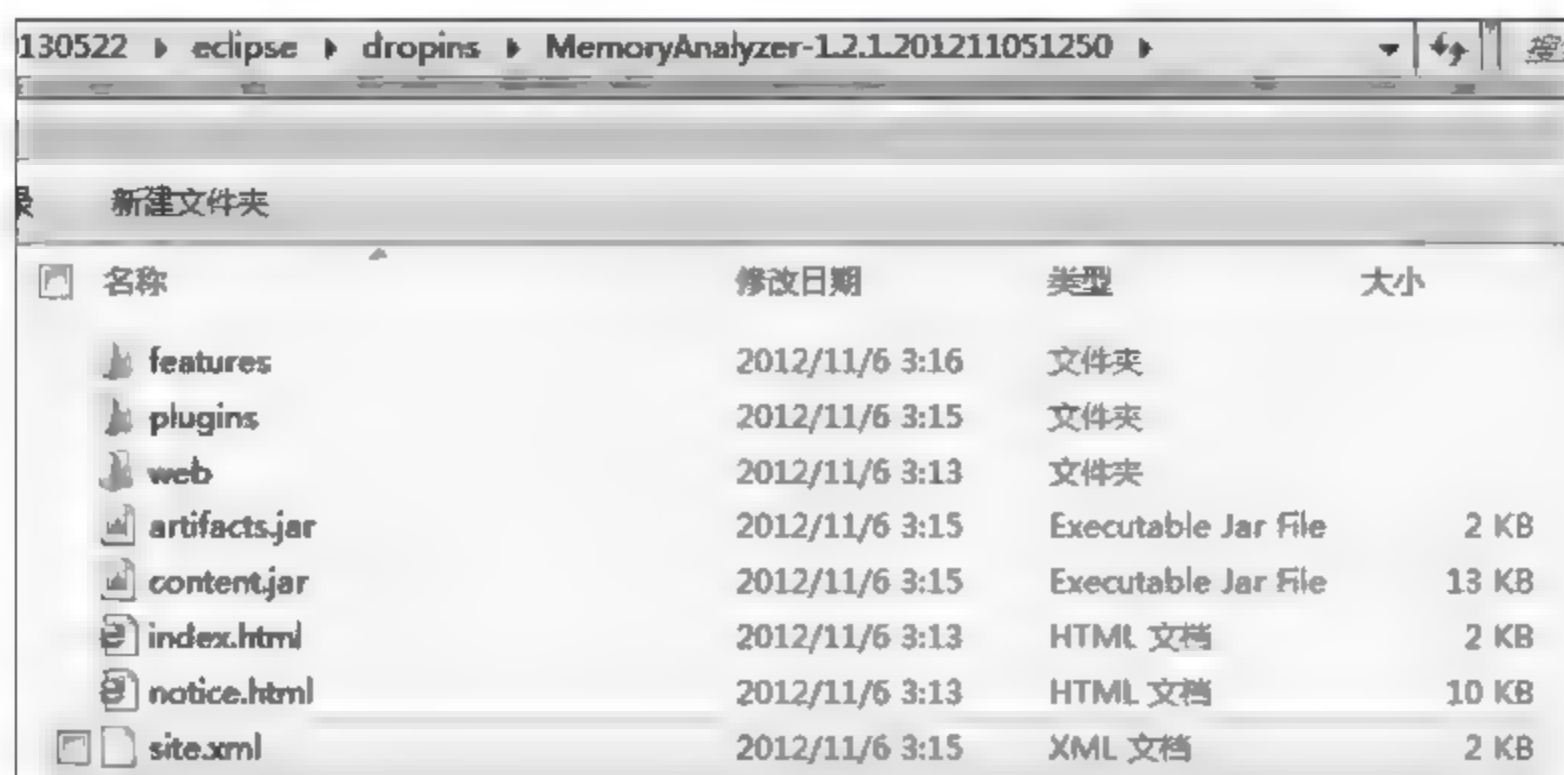 130522 ▸ eclipse ▸ dropins ▸ MemoryAnalyzer-1.2.1.201211051250 ▸
新建文件夹
名称 修改日期 类型 大小
features 2012/11/6 3:16 文件夹
plugins 2012/11/6 3:15 文件夹
web 2012/11/6 3:13 文件夹
artifacts.jar 2012/11/6 3:15 Executable Jar File 2 KB
content.jar 2012/11/6 3:15 Executable Jar File 13 KB
index.html 2012/11/6 3:13 HTML 文档 2 KB
notice.html 2012/11/6 3:13 HTML 文档 10 KB
site.xml 2012/11/6 3:15 XML 文档 2 KB